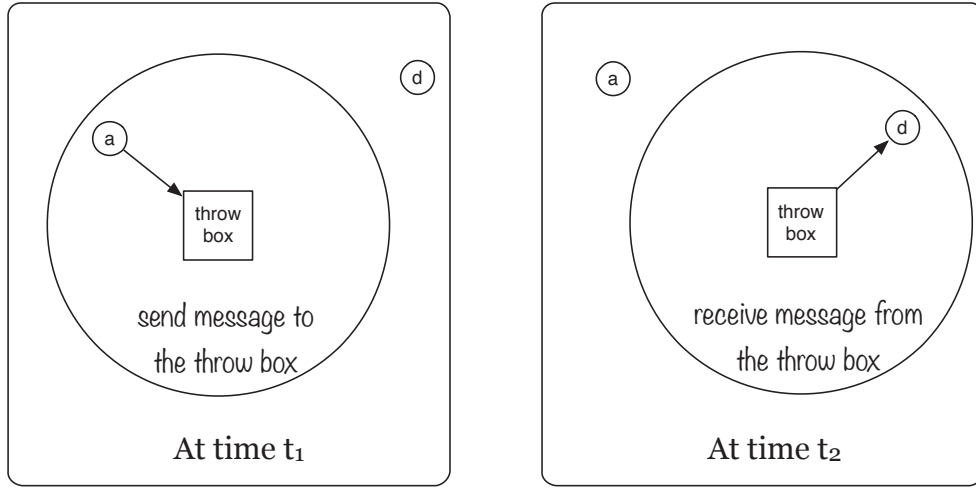 d
a
throw
box
send message to
the throw box
At time t₁
a
d
throw
box
receive message from
the throw box
At time t₂